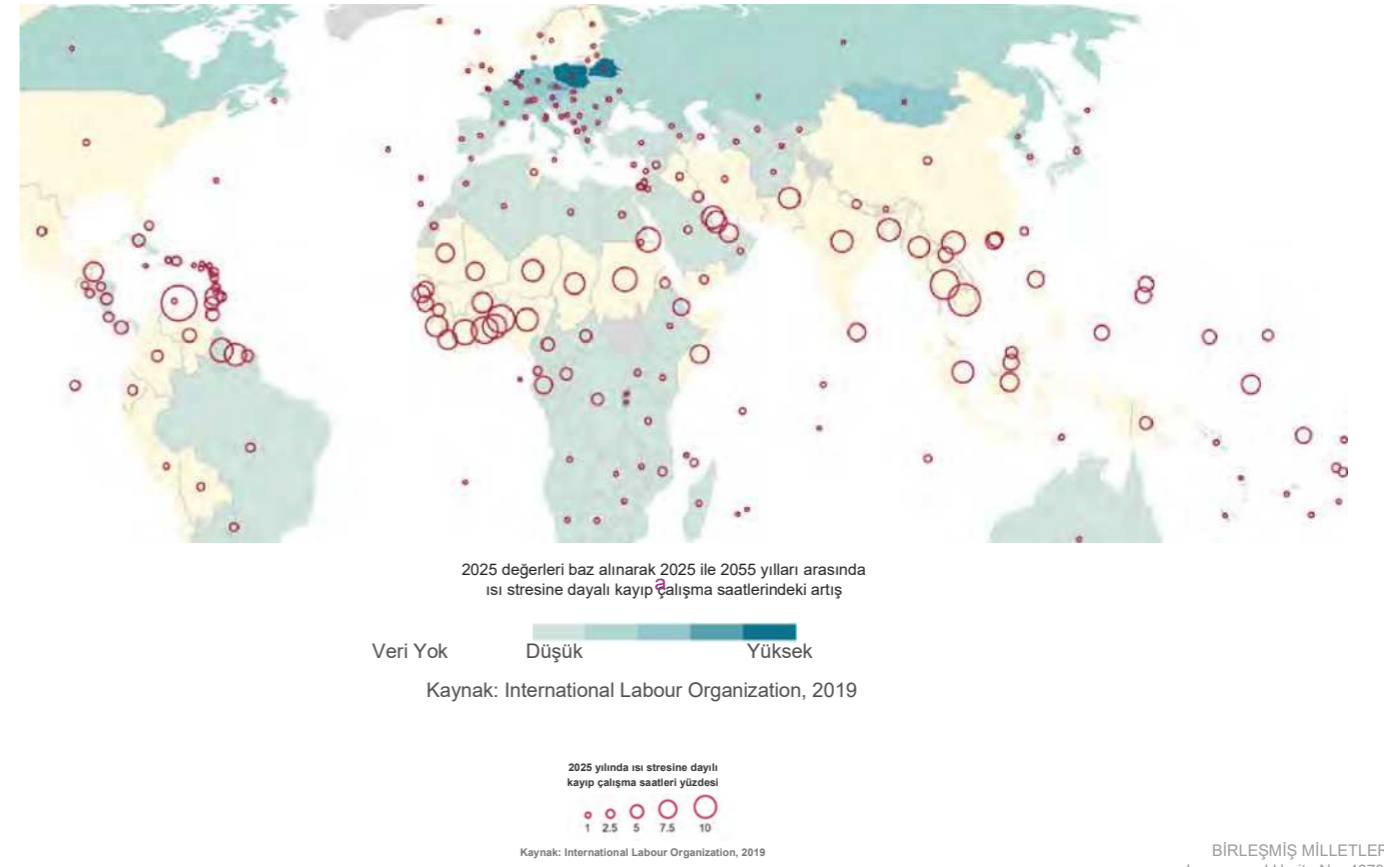 2025 değerleri baz alınarak 2025 ile 2055 yılları arasında
ısı stresine dayalı kayıp çalışma saatlerindeki artış
a
Veri Yok Düşük Yüksek
Kaynak: International Labour Organization, 2019
2025 yılında ısı stresine dayılı
kayıp çalışma saatleri yüzdesi
1 2.5 5 7.5 10
Kaynak: International Labour Organization, 2019
BİRLEŞMİŞ MİLLETLER